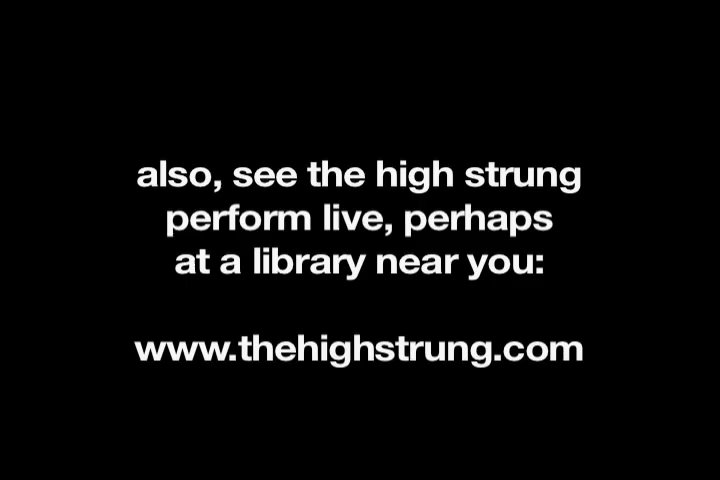 also, see the high strung
perform live, perhaps
at a library near you:
www.thehighstrung.com